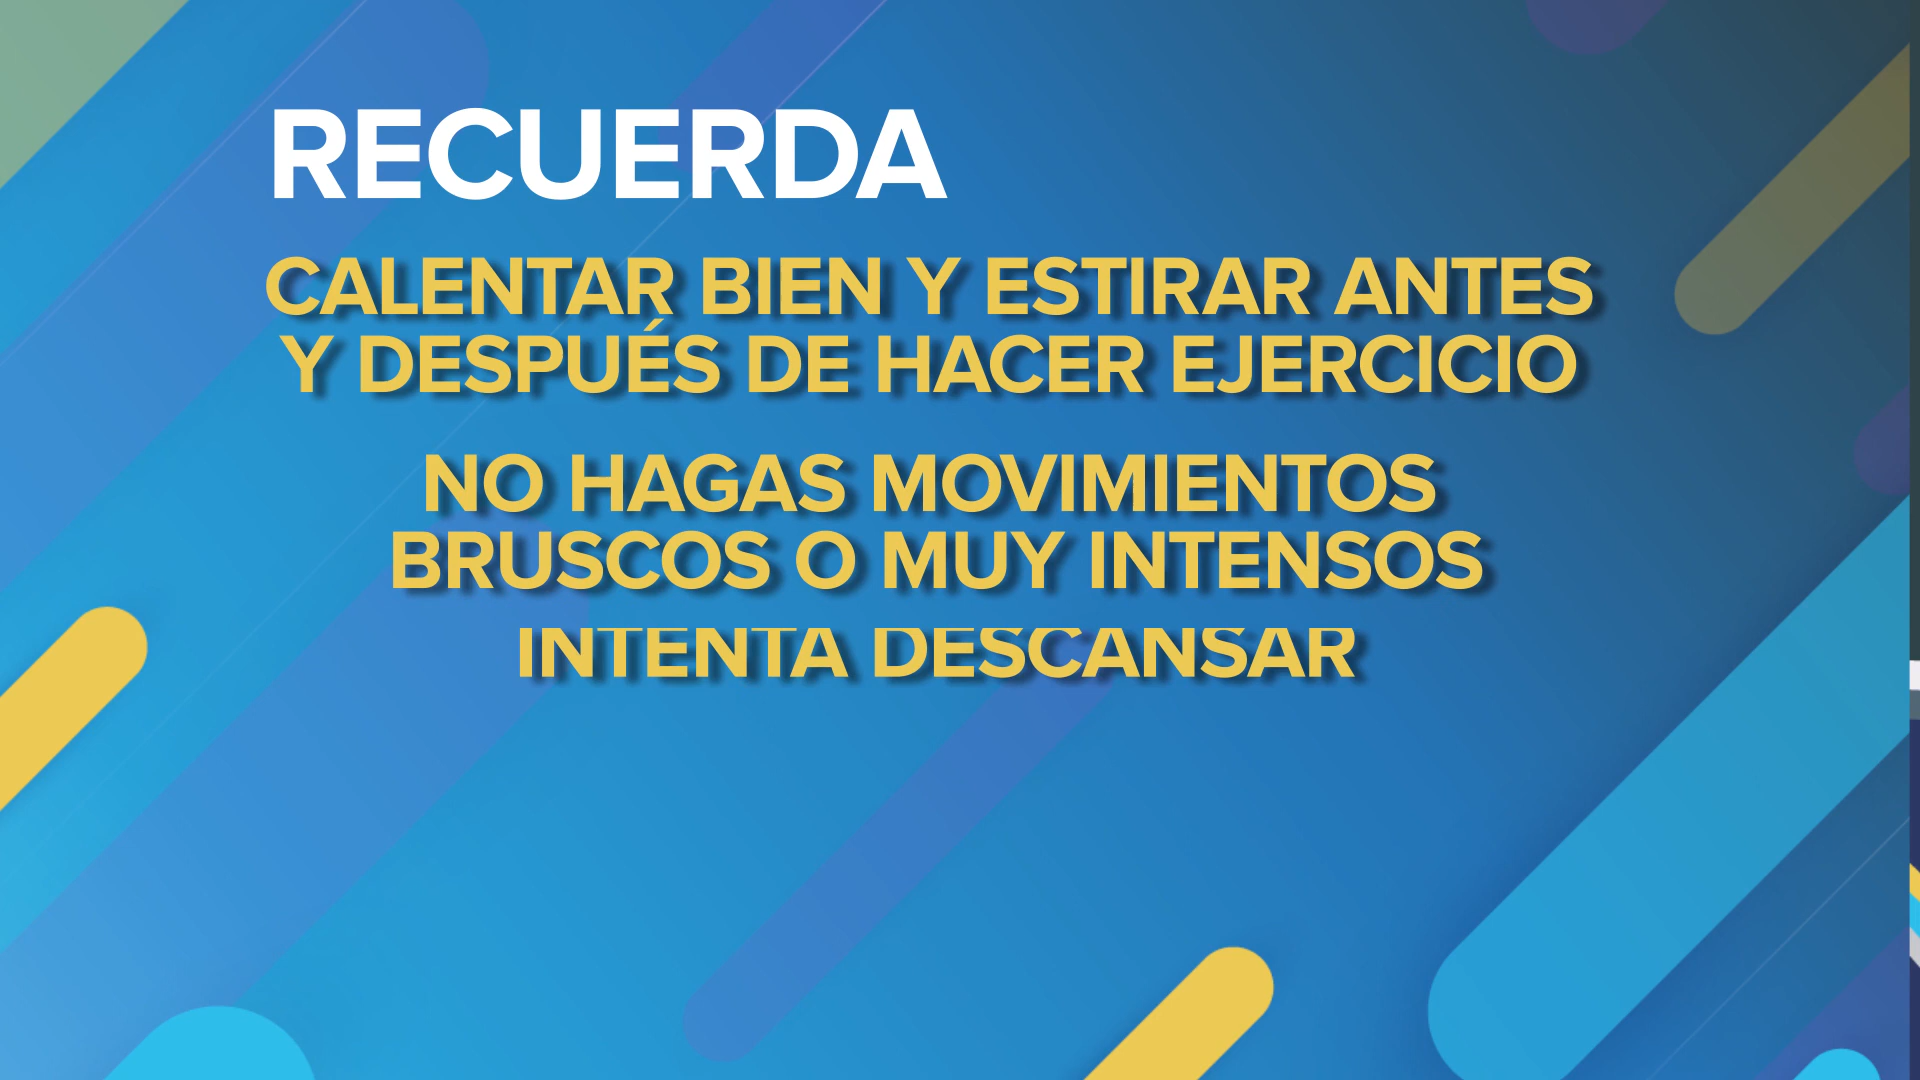 RECUERDA
CALENTAR BIEN Y ESTIRAR ANTES
Y DESPUÉS DE HACER EJERCICIO
NO HAGAS MOVIMIENTOS
BRUSCOS O MUY INTENSOS
INTENTA DESCANSAR